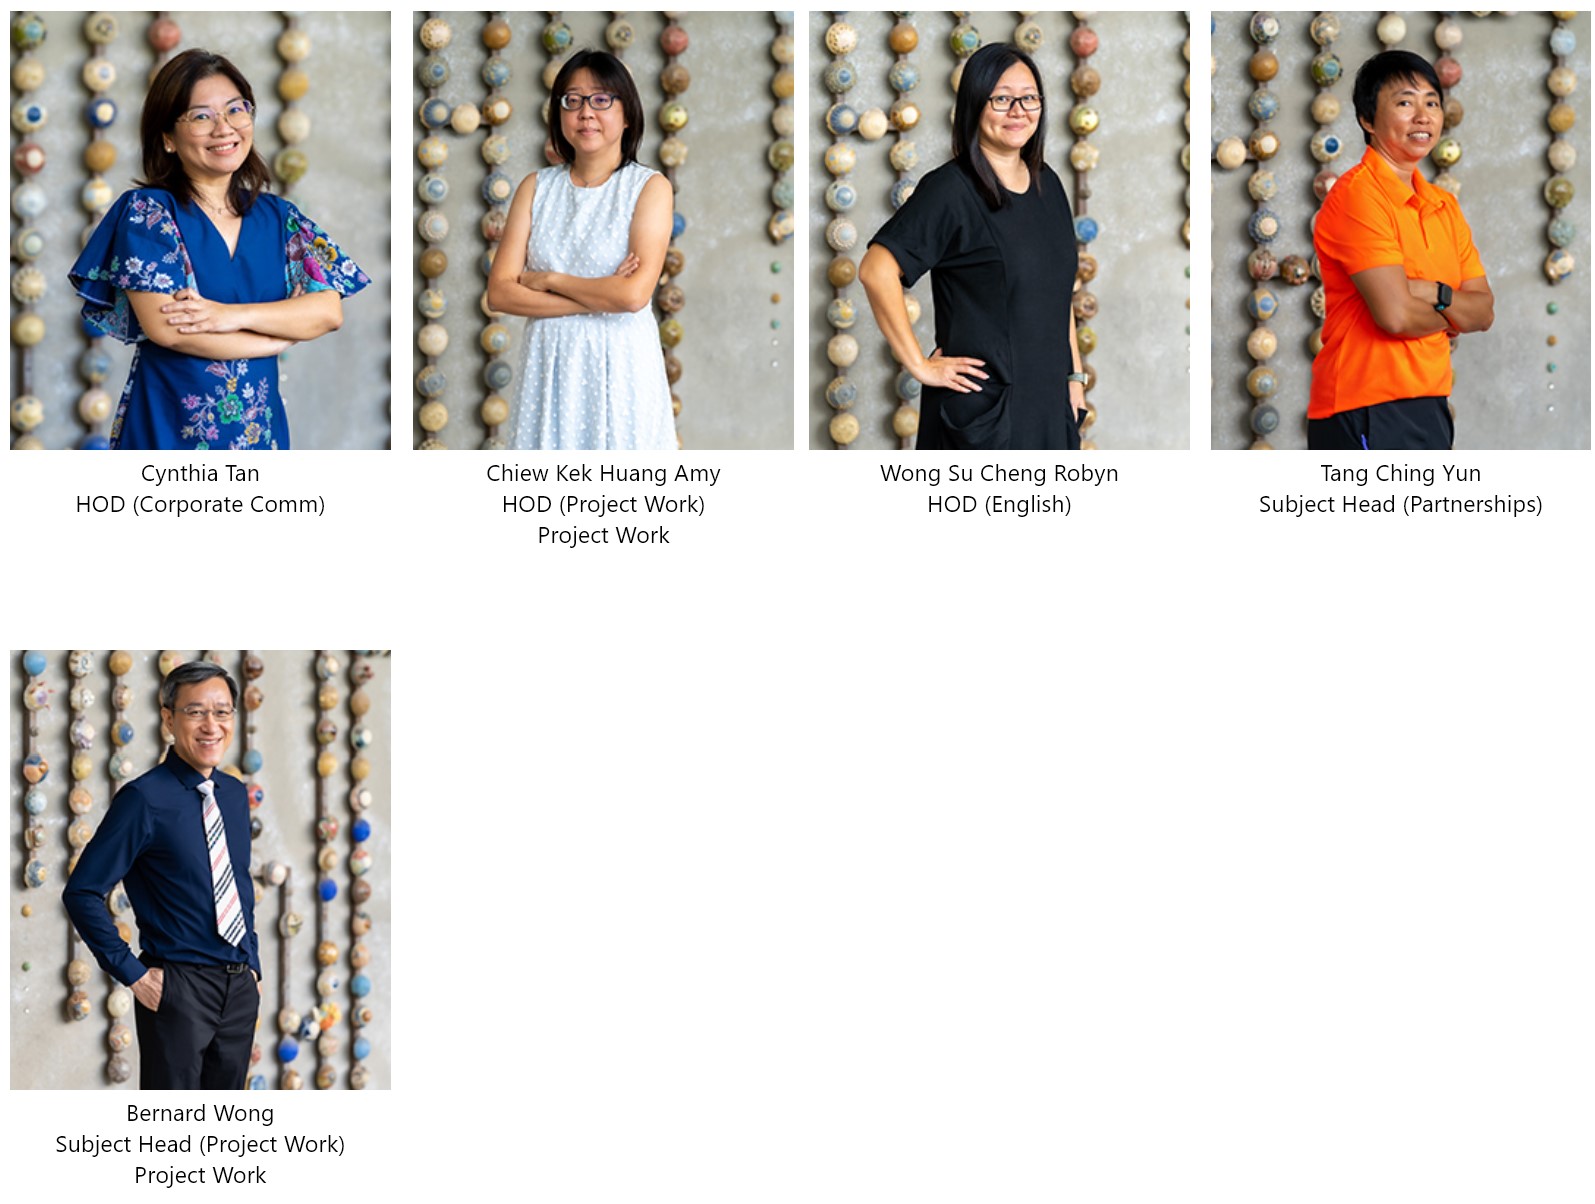 Cynthia Tan
HOD (Corporate Comm)
Chiew Kek Huang Amy
HOD (Project Work)
Project Work
Wong Su Cheng Robyn
HOD (English)
Tang Ching Yun
Subject Head (Partnerships)
Bernard Wong
Subject Head (Project Work)
Project Work